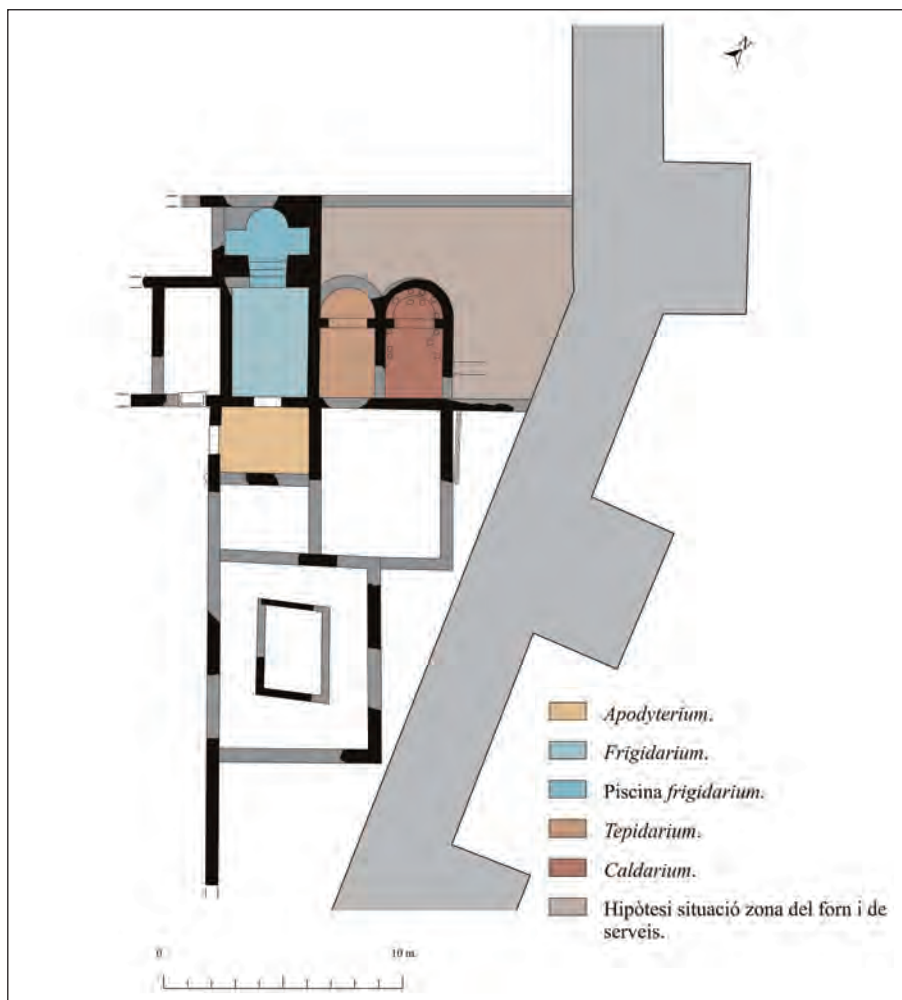 N
Apodyterium.
Frigidarium.
Piscina frigidarium.
Tepidarium.
Caldarium.
Hipòtesi situació zona del forn i de
serveis.
0 10 m.